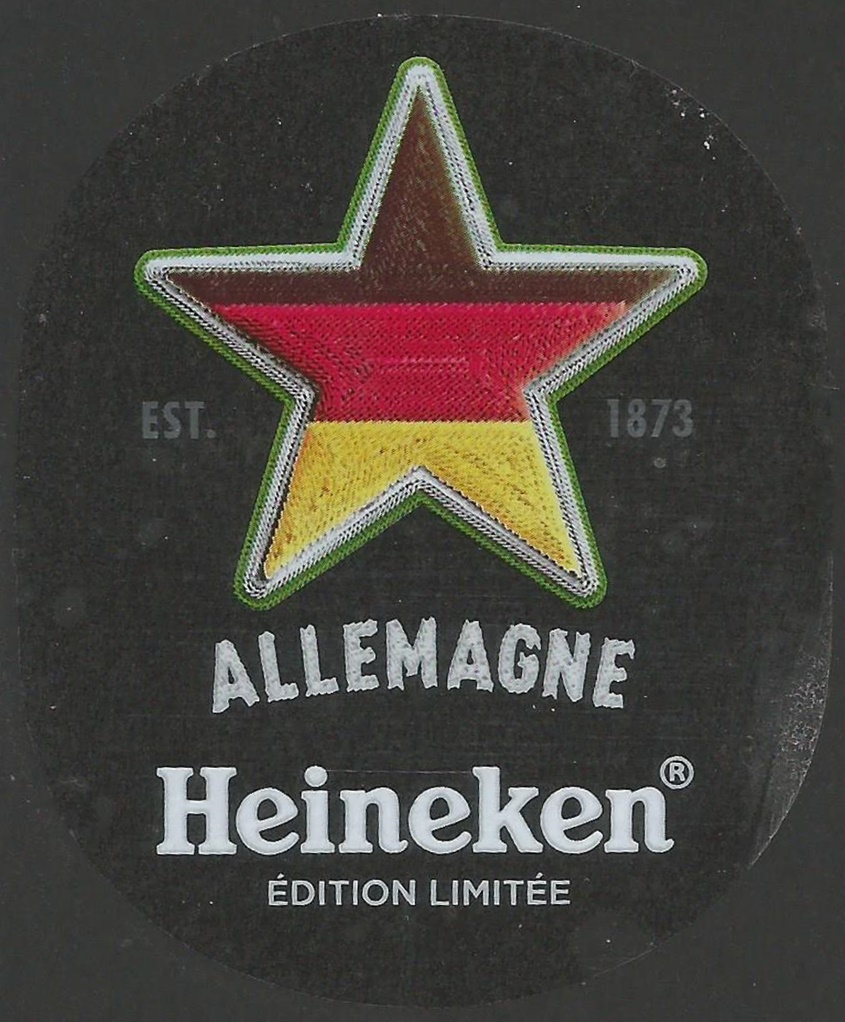 EST. 1873
ALLEMAGNE
Heineken®
ÉDITION LIMITÉE